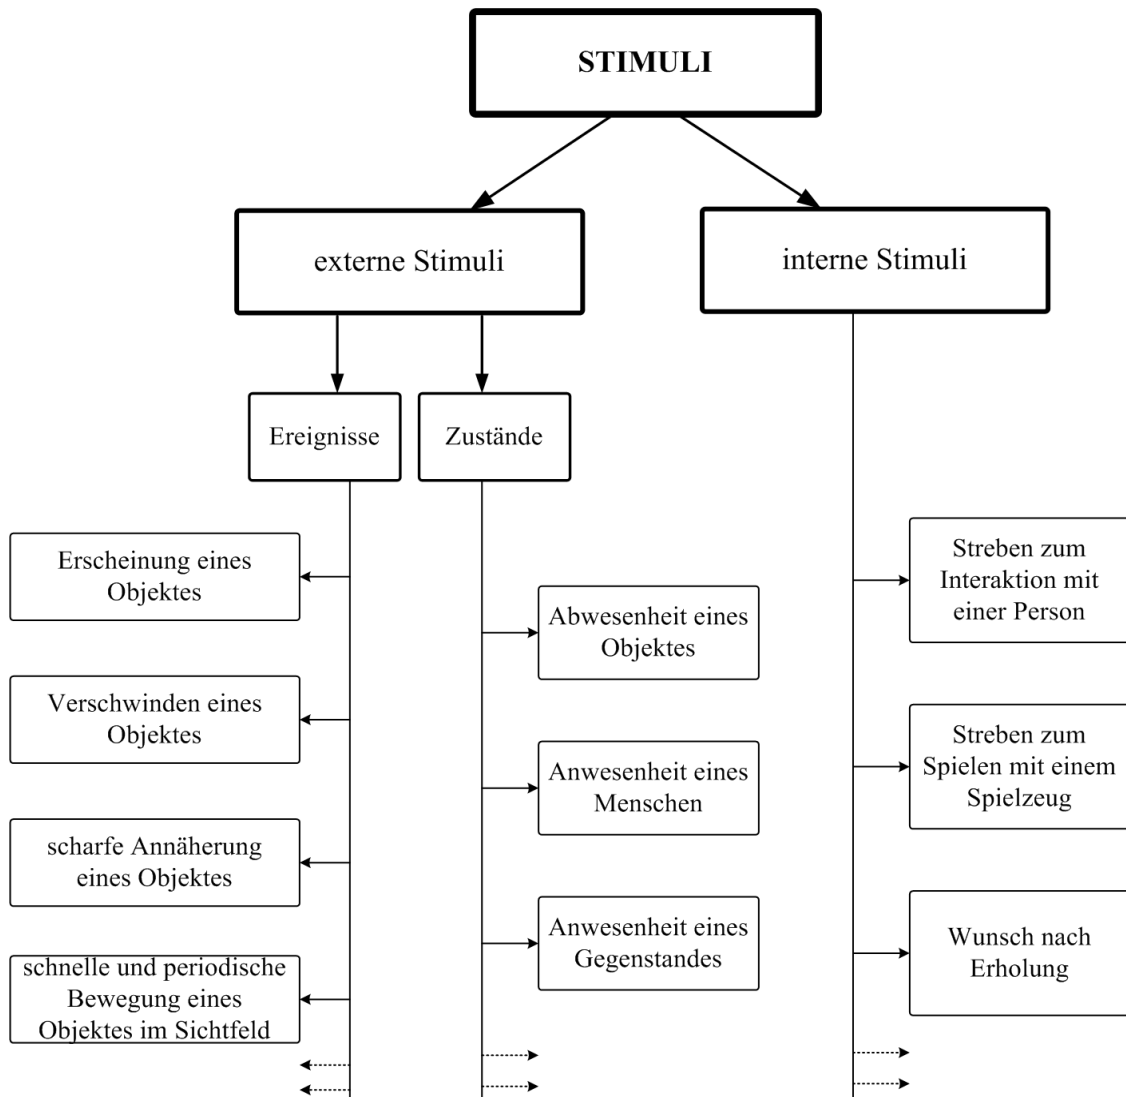 STIMULI
externe Stimuli
interne Stimuli
Ereignisse
Zustände
Erscheinung eines
Objektes
Verschwinden eines
Objektes
scharfe Annäherung
eines Objektes
schnelle und periodische
Bewegung eines
Objektes im Sichtfeld
Abwesenheit eines
Objektes
Anwesenheit eines
Menschen
Anwesenheit eines
Gegenstandes
Streben zum
Interaktion mit
einer Person
Streben zum
Spielen mit einem
Spielzeug
Wunsch nach
Erholung